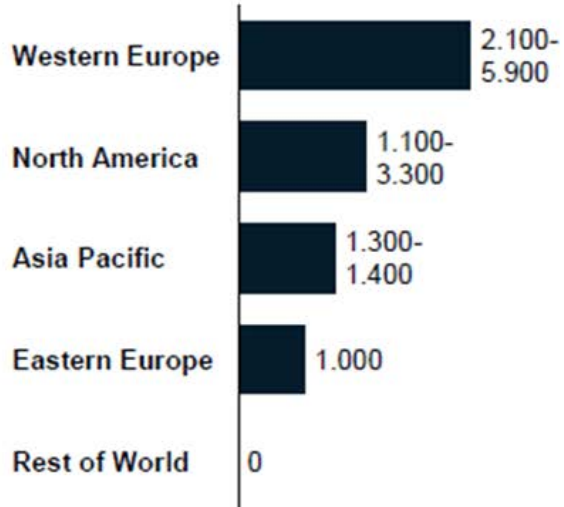 Western Europe
2.100-
5.900
North America
1.100-
3.300
Asia Pacific
1.300-
1.400
Eastern Europe
1.000
Rest of World
0